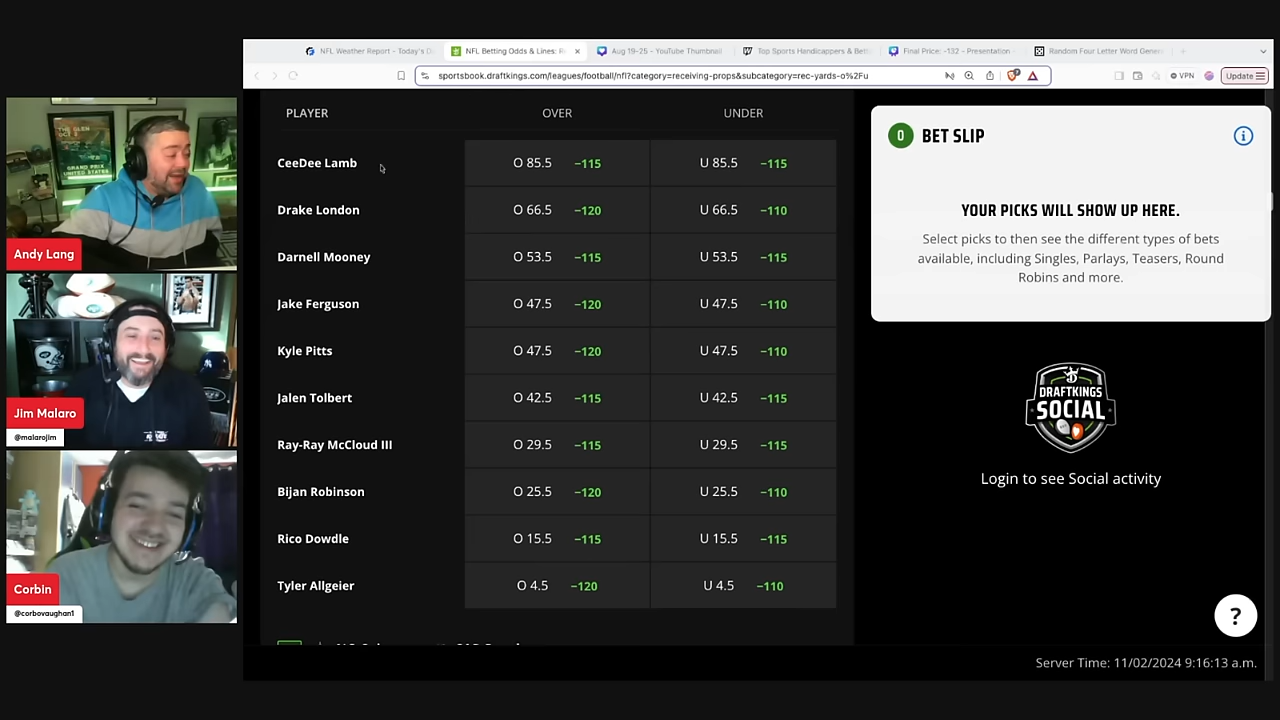 NFL Weather Report - Today's D
NFL Betting Odds & Lines: R
Aug 19-25 - YouTube Thumbnail
Top Sports Handicappers & Bett
Final Price: -132 - Presentation
Random Four Letter Word Gener
sportsbook.draftkings.com/leagues/football/nfl?category=receiving-props&subcategory=rec-yards-o%2Fu
VPN
Update
PLAYER OVER UNDER
CeeDee Lamb O 85.5 −115 U 85.5 −115
Drake London O 66.5 −120 U 66.5 −110
Darnell Mooney O 53.5 −115 U 53.5 −115
Jake Ferguson O 47.5 −120 U 47.5 −110
Kyle Pitts O 47.5 −120 U 47.5 −110
Jalen Tolbert O 42.5 −115 U 42.5 −115
Ray-Ray McCloud III O 29.5 −115 U 29.5 −115
Bijan Robinson O 25.5 −120 U 25.5 −110
Rico Dowdle O 15.5 −115 U 15.5 −115
Tyler Allgeier O 4.5 −120 U 4.5 −110
0 BET SLIP
YOUR PICKS WILL SHOW UP HERE.
Select picks to then see the different types of bets
available, including Singles, Parlays, Teasers, Round
Robins and more.
DRAFTKINGS
SOCIAL
Login to see Social activity
?
Server Time: 11/02/2024 9:16:13 a.m.
THE GLEN
GRAND PRIX
UNITED STATES
Andy Lang
Jim Malaro
@malarojim
Corbin
@corbovaughan1